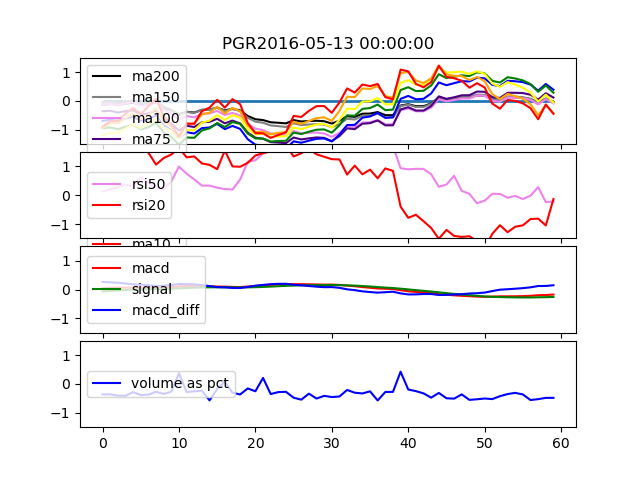 PGR2016-05-13 00:00:00
1
0
−1
ma200
ma150
ma100
ma75
1
0
−1
rsi50
rsi20
ma10
1
0
−1
macd
signal
macd_diff
1
0
−1
volume as pct
0 10 20 30 40 50 60